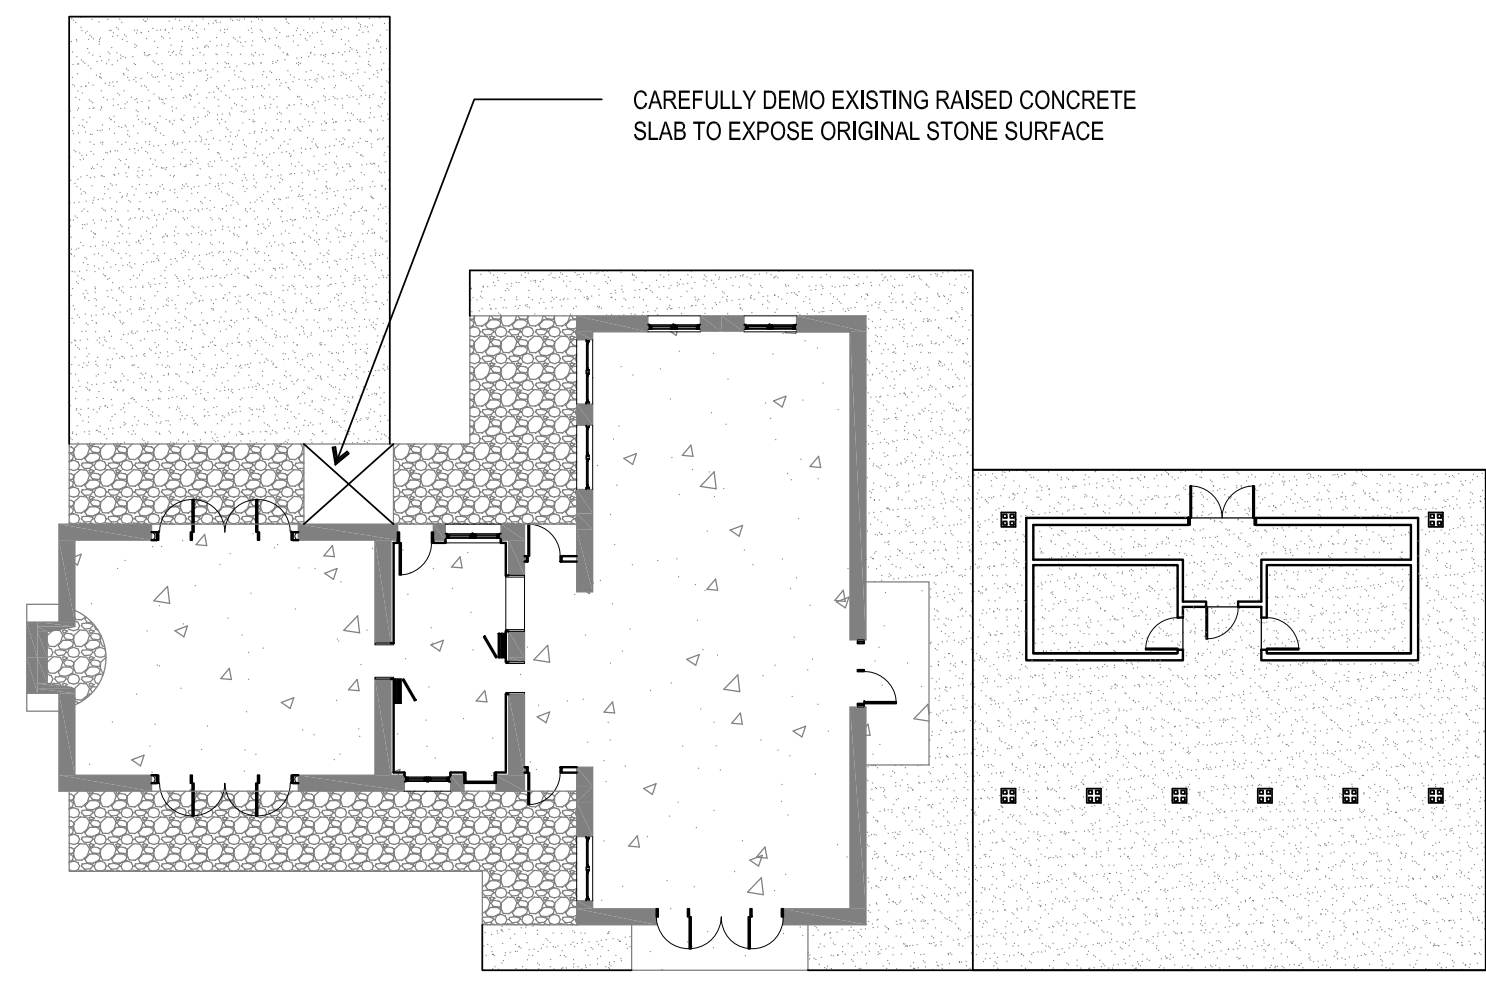 CAREFULLY DEMO EXISTING RAISED CONCRETE
SLAB TO EXPOSE ORIGINAL STONE SURFACE